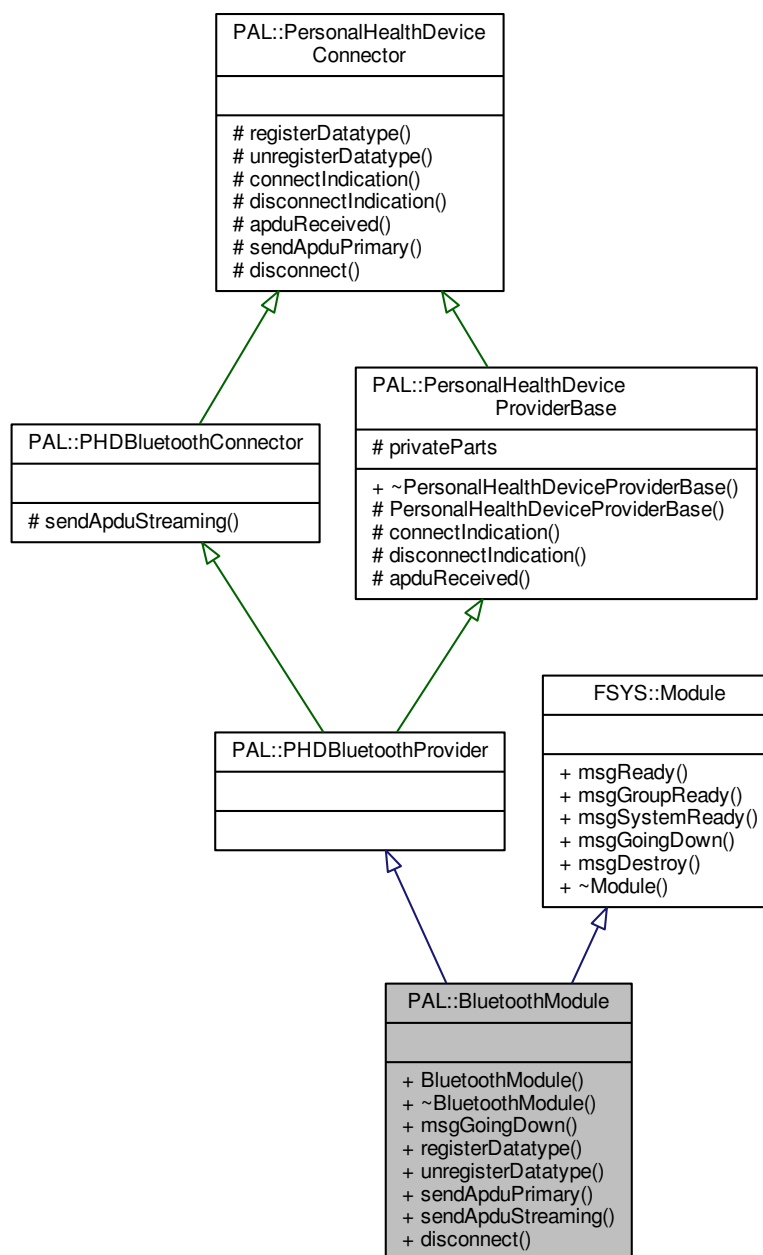 PAL::PersonalHealthDevice
Connector
# registerDatatype()
# unregisterDatatype()
# connectIndication()
# disconnectIndication()
# apduReceived()
# sendApduPrimary()
# disconnect()
PAL::PersonalHealthDevice
ProviderBase
# privateParts
+ ~PersonalHealthDeviceProviderBase()
# PersonalHealthDeviceProviderBase()
# connectIndication()
# disconnectIndication()
# apduReceived()
PAL::PHDBluetoothConnector
# sendApduStreaming()
FSYS::Module
+ msgReady()
+ msgGroupReady()
+ msgSystemReady()
+ msgGoingDown()
+ msgDestroy()
+ ~Module()
PAL::PHDBluetoothProvider
PAL::BluetoothModule
+ BluetoothModule()
+ ~BluetoothModule()
+ msgGoingDown()
+ registerDatatype()
+ unregisterDatatype()
+ sendApduPrimary()
+ sendApduStreaming()
+ disconnect()